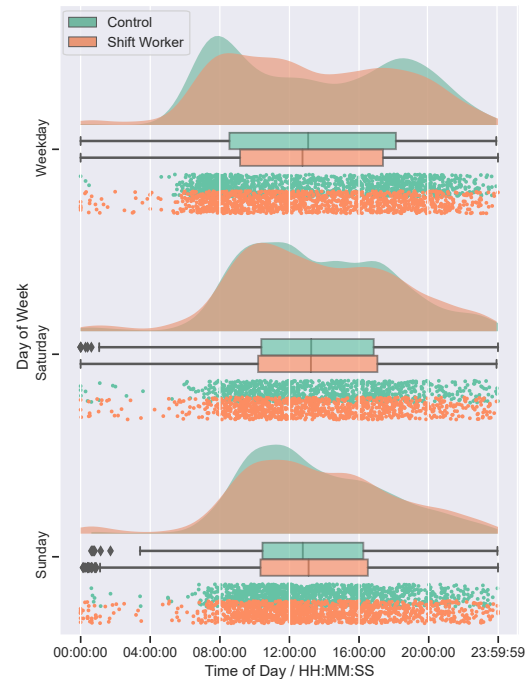 Control
Shift Worker
Weekday
Saturday
Sunday
Day of Week
00:00:00 04:00:00 08:00:00 12:00:00 16:00:00 20:00:00 23:59:59
Time of Day / HH:MM:SS